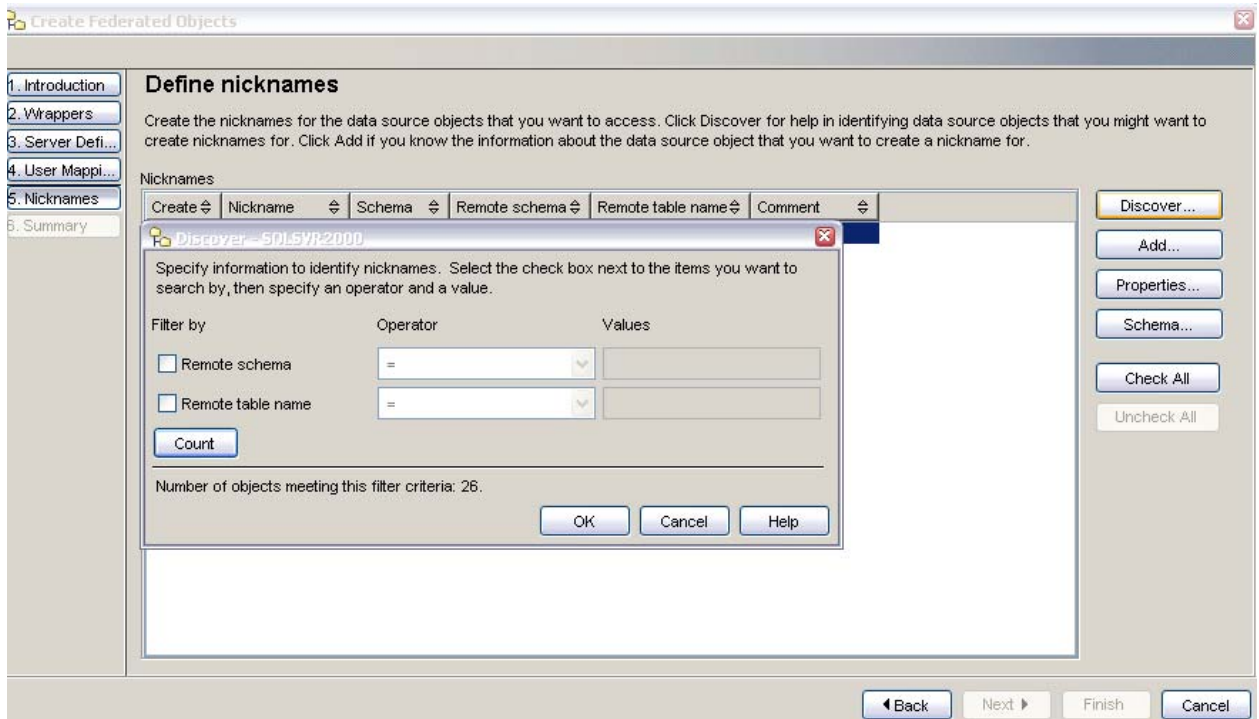 Create Federated Objects
1. Introduction
2. Wrappers
3. Server Defi...
4. User Mappi...
5. Nicknames
6. Summary
Define nicknames
Create the nicknames for the data source objects that you want to access. Click Discover for help in identifying data source objects that you might want to
create nicknames for. Click Add if you know the information about the data source object that you want to create a nickname for.
Nicknames
Create Nickname Schema Remote schema Remote table name Comment
Discover - SQLSVR2000
Specify information to identify nicknames. Select the check box next to the items you want to
search by, then specify an operator and a value.
Filter by Operator Values
Remote schema =
Remote table name =
Count
Number of objects meeting this filter criteria: 26.
OK Cancel Help
Discover...
Add...
Properties...
Schema...
Check All
Uncheck All
Back Next Finish Cancel